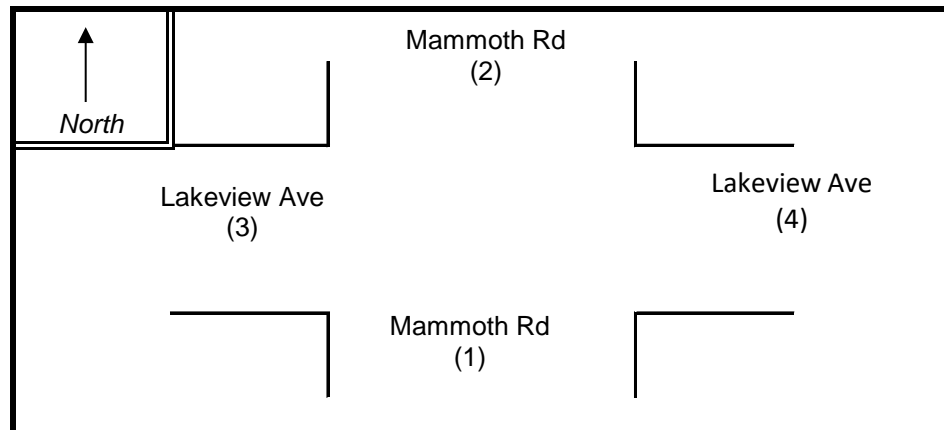 Mammoth Rd
(2)
North
Lakeview Ave
(3)
Lakeview Ave
(4)
Mammoth Rd
(1)